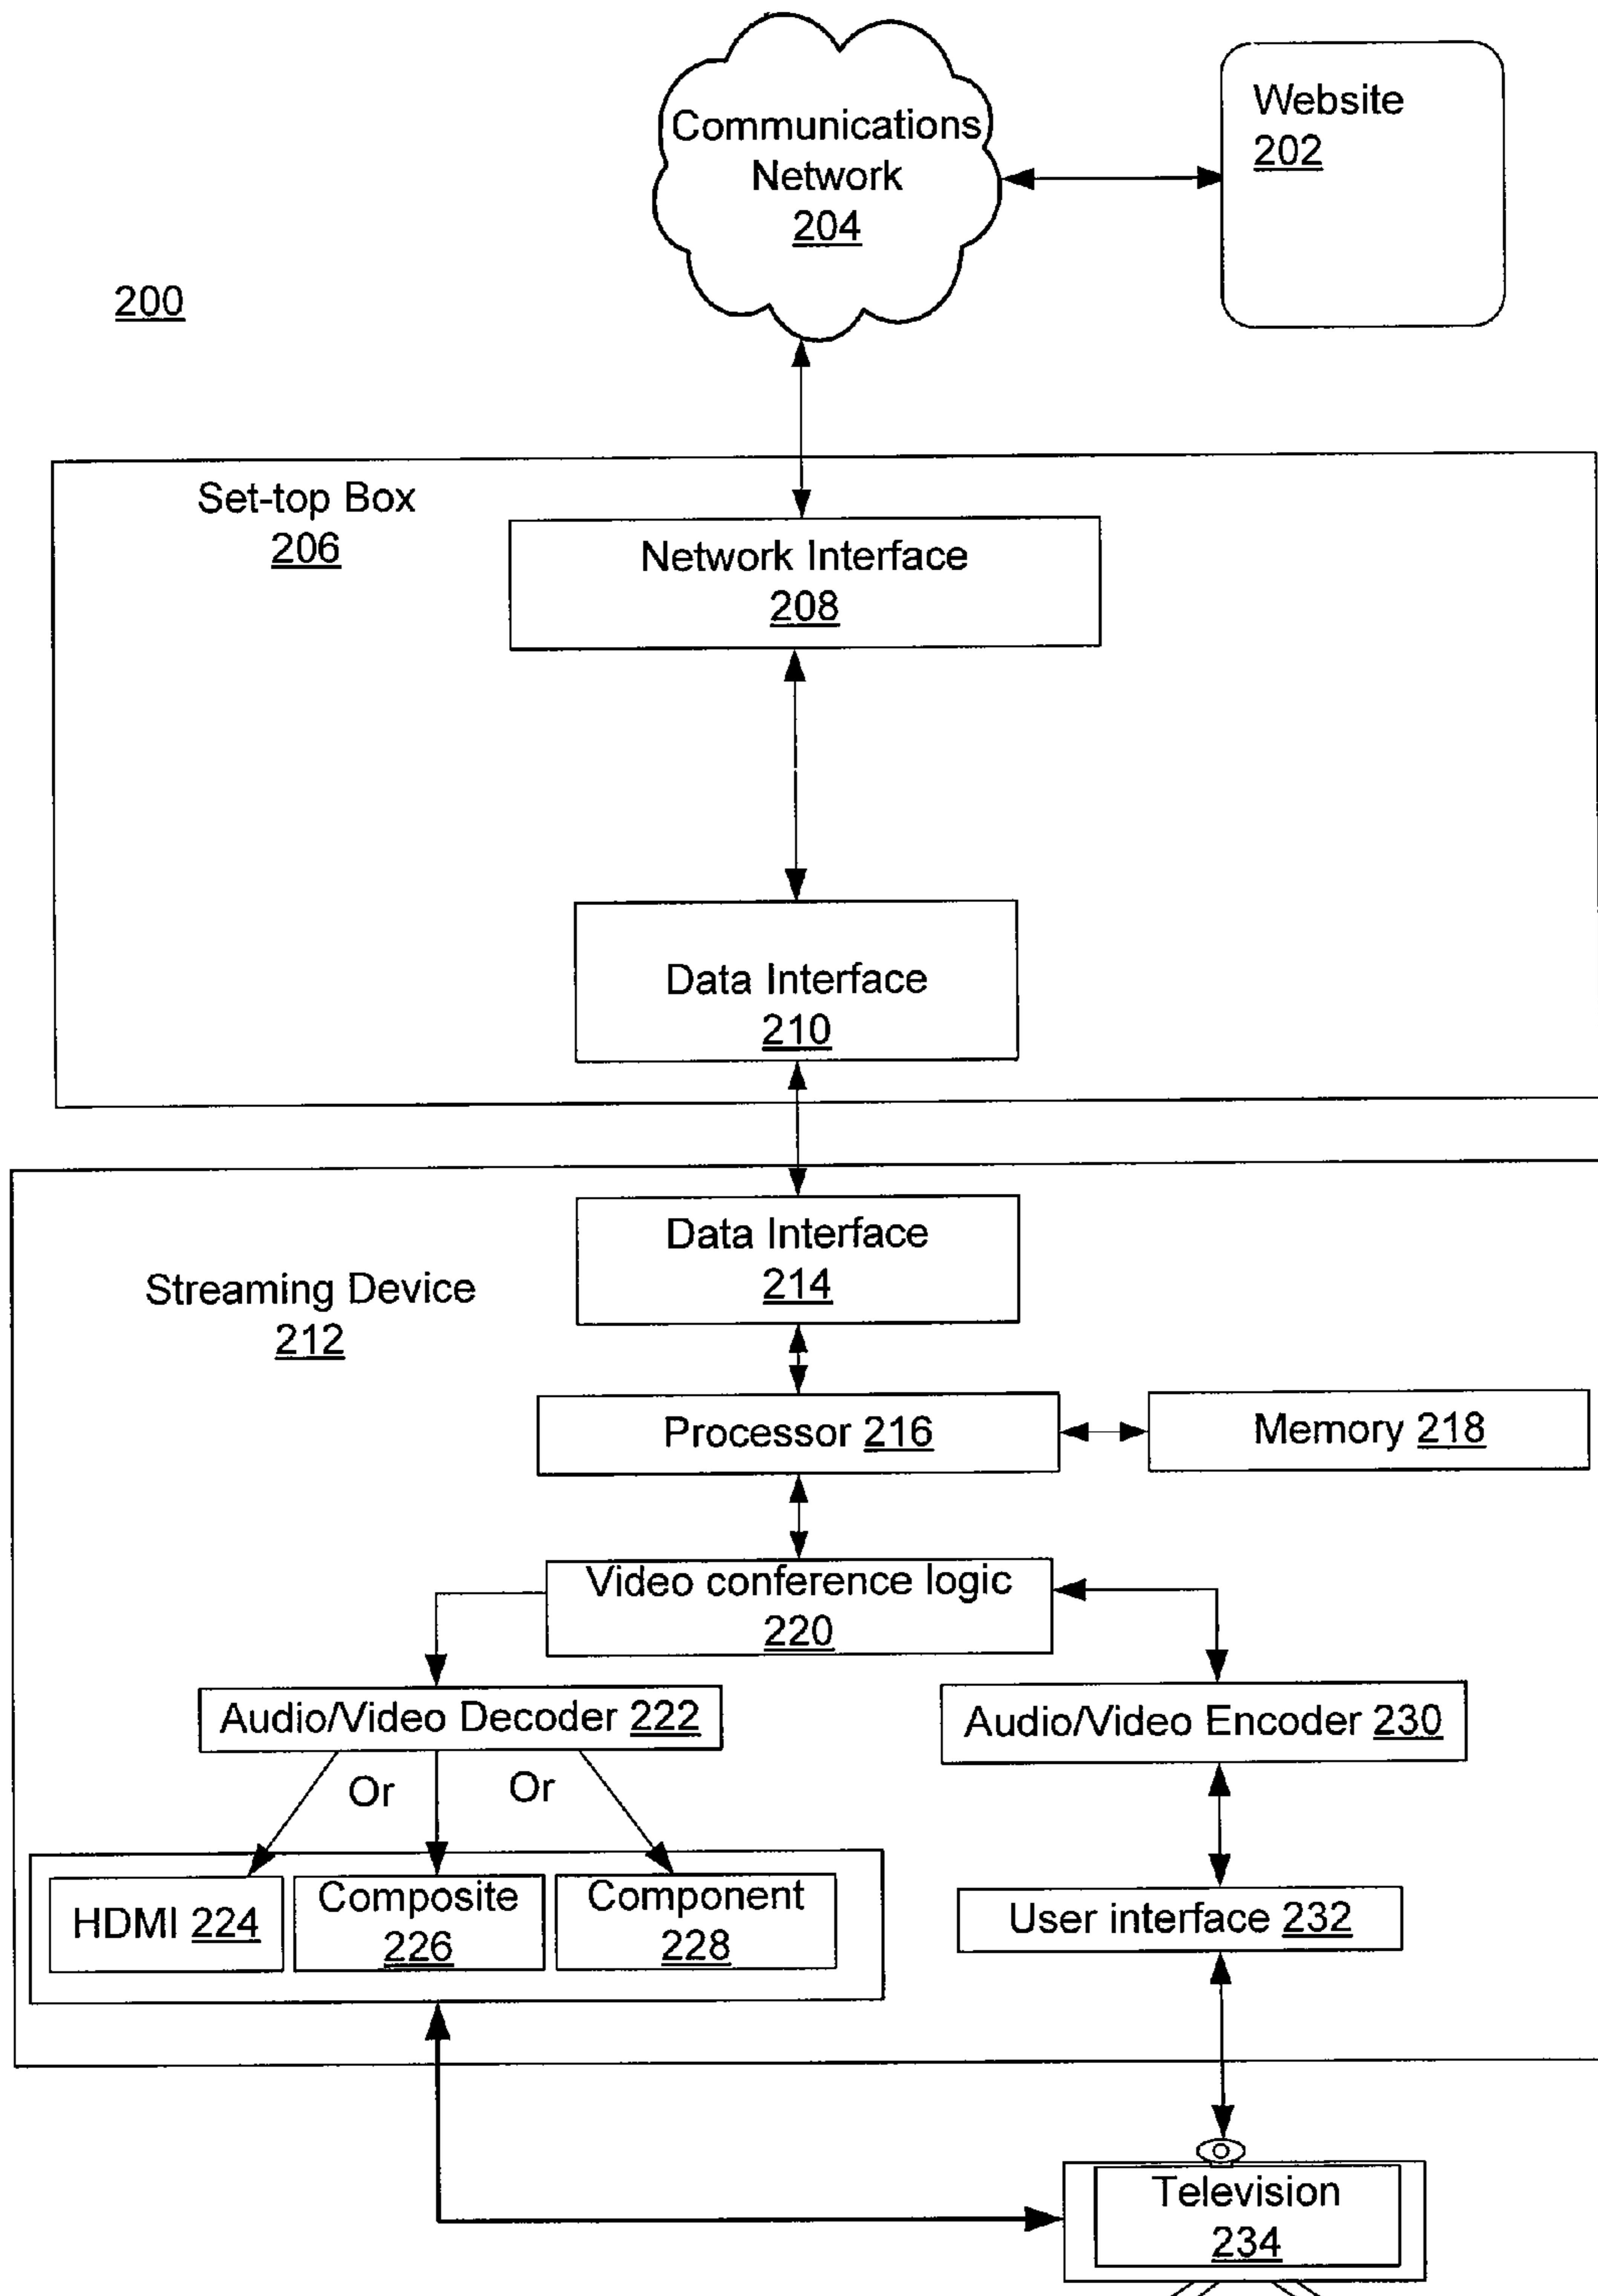 Communications
Network
204
Website
202
200
Set-top Box
206
Network Interface
208
Data Interface
210
Data Interface
214
Streaming Device
212
Processor 216
Memory 218
Video conference logic
220
Audio/Video Decoder 222
Audio/Video Encoder 230
Or
Or
HDMI 224
Composite
226
Component
228
User interface 232
Television
234